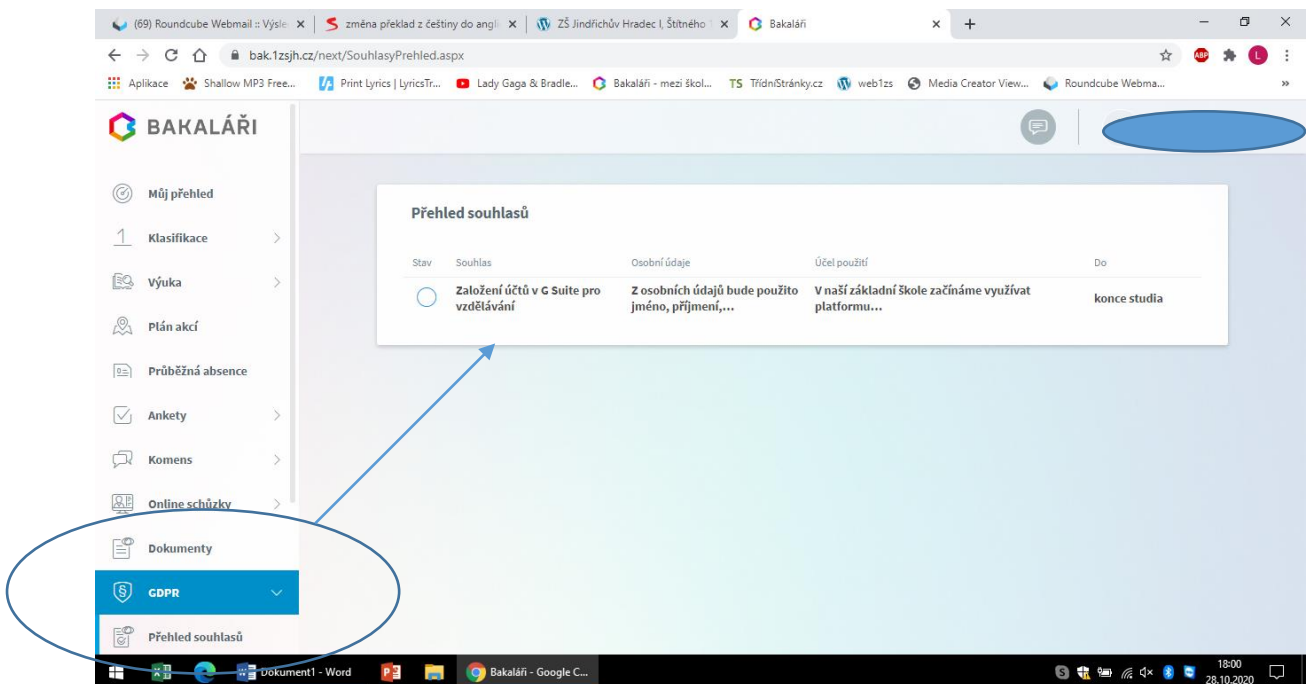 (69) Roundcube Webmail :: Výsle
změna překlad z češtiny do angli
ZŠ Jindřichův Hradec I, Štítného
Bakaláři
bak.1zsjh.cz/next/SouhlasyPrehled.aspx
ABP
L
Aplikace
Shallow MP3 Free...
Print Lyrics | LyricsTr...
Lady Gaga & Bradle...
Bakaláři - mezi škol...
TS TřídníStránky.cz
web1zs
Media Creator View...
Roundcube Webma...
»
BAKALÁŘI
Můj přehled
Klasifikace
Výuka
Plán akcí
Průběžná absence
Ankety
Komens
Online schůzky
Dokumenty
GDPR
Přehled souhlasů
Přehled souhlasů
Stav Souhlas Osobní údaje Účel použití Do
Založení účtů v G Suite pro Z osobních údajů bude použito V naší základní škole začínáme využívat konce studia
vzdělávání jméno, příjmení,... platformu...
Dokument1 - Word
Bakaláři - Google C...
18:00
28.10.2020